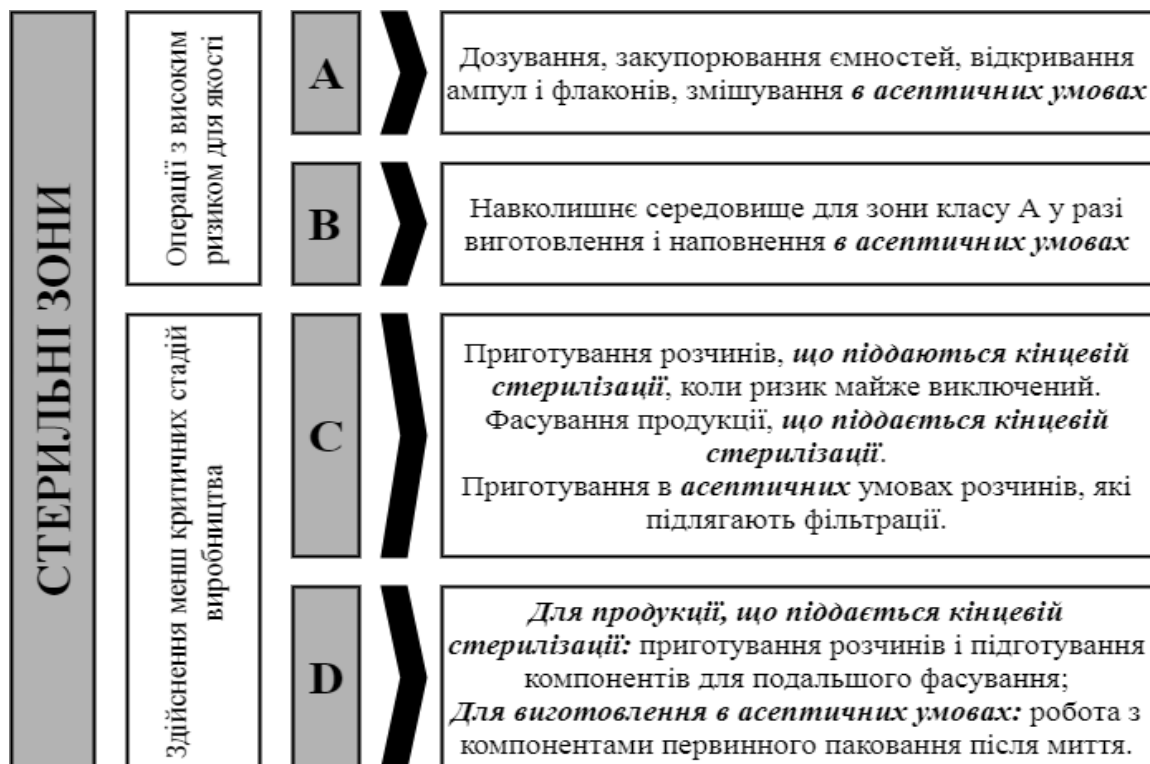 СТЕРИЛЬНІ ЗОНИ
Операції з високим
ризиком для якості
A
Дозування, закупорювання ємностей, відкривання
ампул і флаконів, змішування в асептичних умовах
B
Навколишнє середовище для зони класу А у разі
виготовлення і наповнення в асептичних умовах
Здійснення менш критичних стадій
виробництва
C
Приготування розчинів, що піддаються кінцевій
стерилізації, коли ризик майже виключений.
Фасування продукції, що піддається кінцевій
стерилізації.
Приготування в асептичних умовах розчинів, які
підлягають фільтрації.
D
Для продукції, що піддається кінцевій
стерилізації: приготування розчинів і підготування
компонентів для подальшого фасування;
Для виготовлення в асептичних умовах: робота з
компонентами первинного паковання після миття.